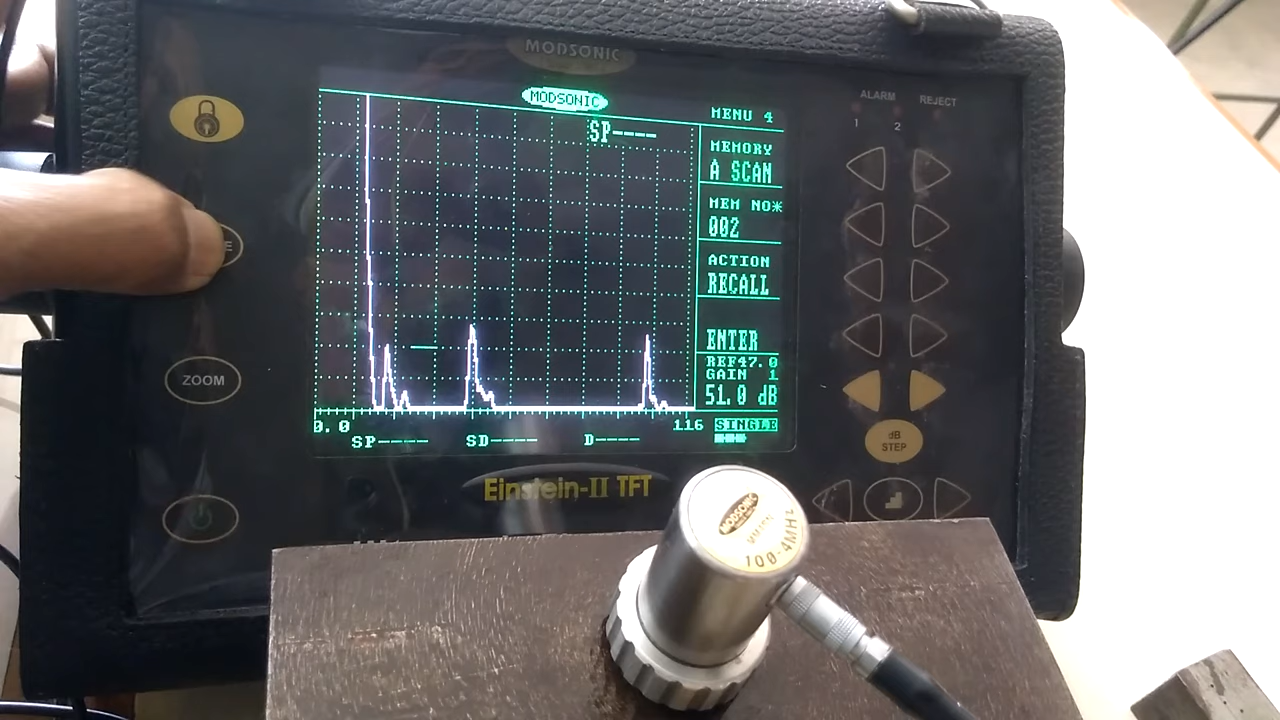 MODSONIC
MODSONIC
MENU 4
SP----
MEMORY
A SCAN
MEM NO*
002
ACTION
RECALL
ENTER
REF47.0
GAIN 1
51.0 dB
0.0
116
SINGLE
SP----
SD----
D----
ALARM
REJECT
1
2
E
ZOOM
dB
STEP
Einstein-II TFT
MODSONIC
100-4MHz